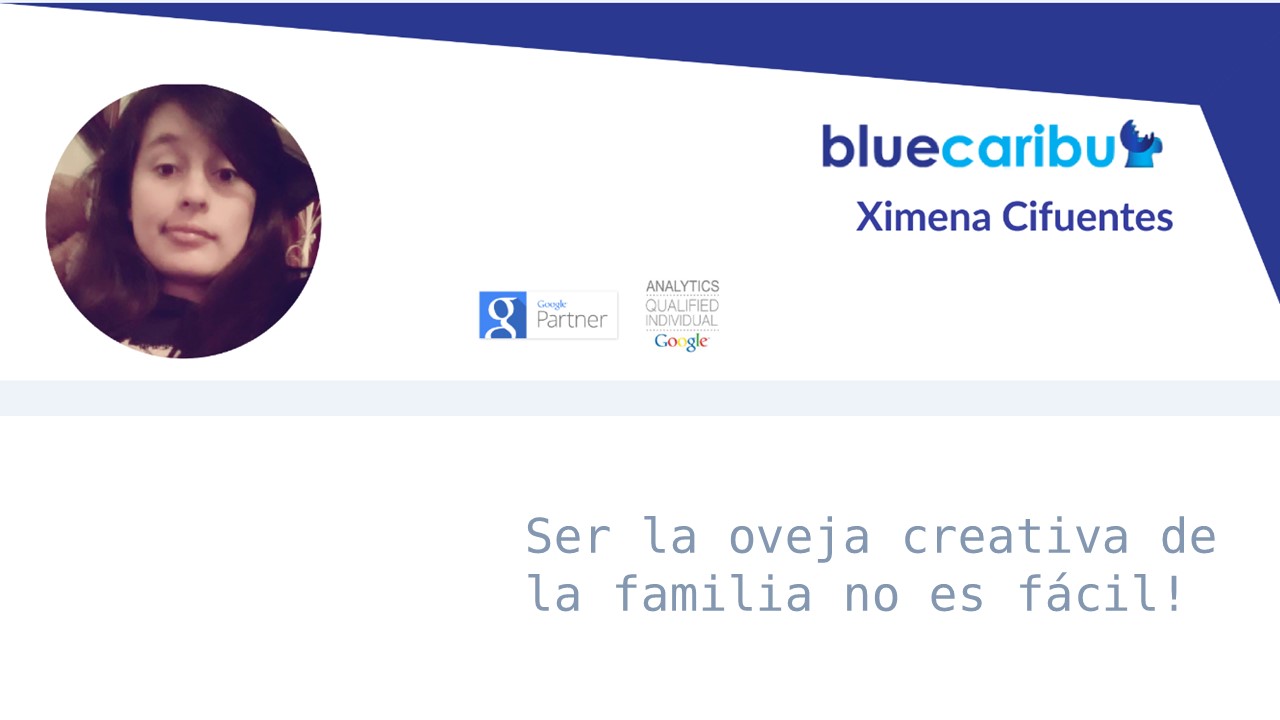 bluecaribu
Ximena Cifuentes
ANALYTICS
QUALIFIED
INDIVIDUAL
Google
g Google
Partner
Ser la oveja creativa de
la familia no es fácil!